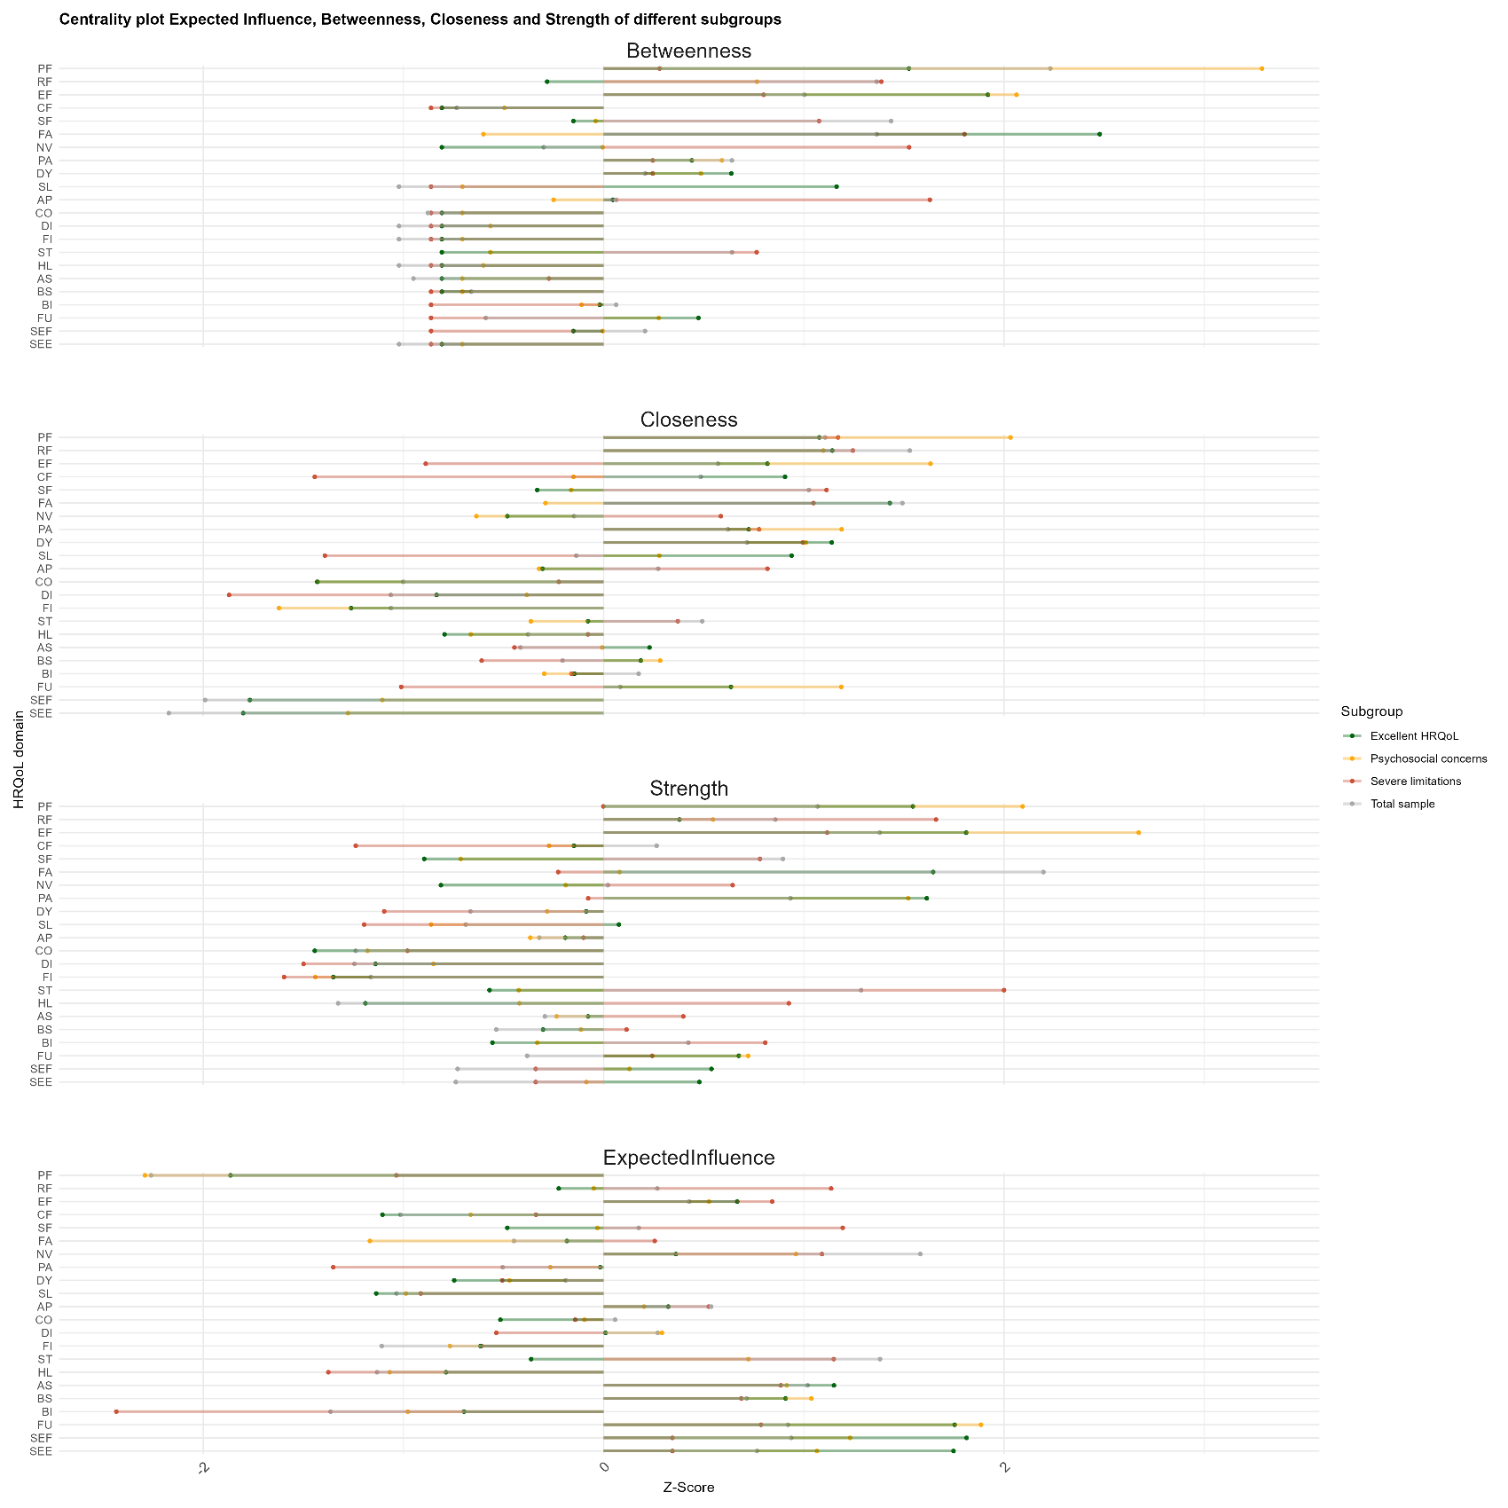 Centrality plot Expected Influence, Betweenness, Closeness and Strength of different subgroups
Betweenness
PF
RF
EF
CF
SF
FA
NV
PA
DY
SL
AP
CO
DI
FI
ST
HL
AS
BS
BI
FU
SEF
SEE
Closeness
PF
RF
EF
CF
SF
FA
NV
PA
DY
SL
AP
CO
DI
FI
ST
HL
AS
BS
BI
FU
SEF
SEE
Strength
PF
RF
EF
CF
SF
FA
NV
PA
DY
SL
AP
CO
DI
FI
ST
HL
AS
BS
BI
FU
SEF
SEE
ExpectedInfluence
PF
RF
EF
CF
SF
FA
NV
PA
DY
SL
AP
CO
DI
FI
ST
HL
AS
BS
BI
FU
SEF
SEE
-2
0
2
Z-Score
HRQoL domain
Subgroup
Excellent HRQoL
Psychosocial concerns
Severe limitations
Total sample